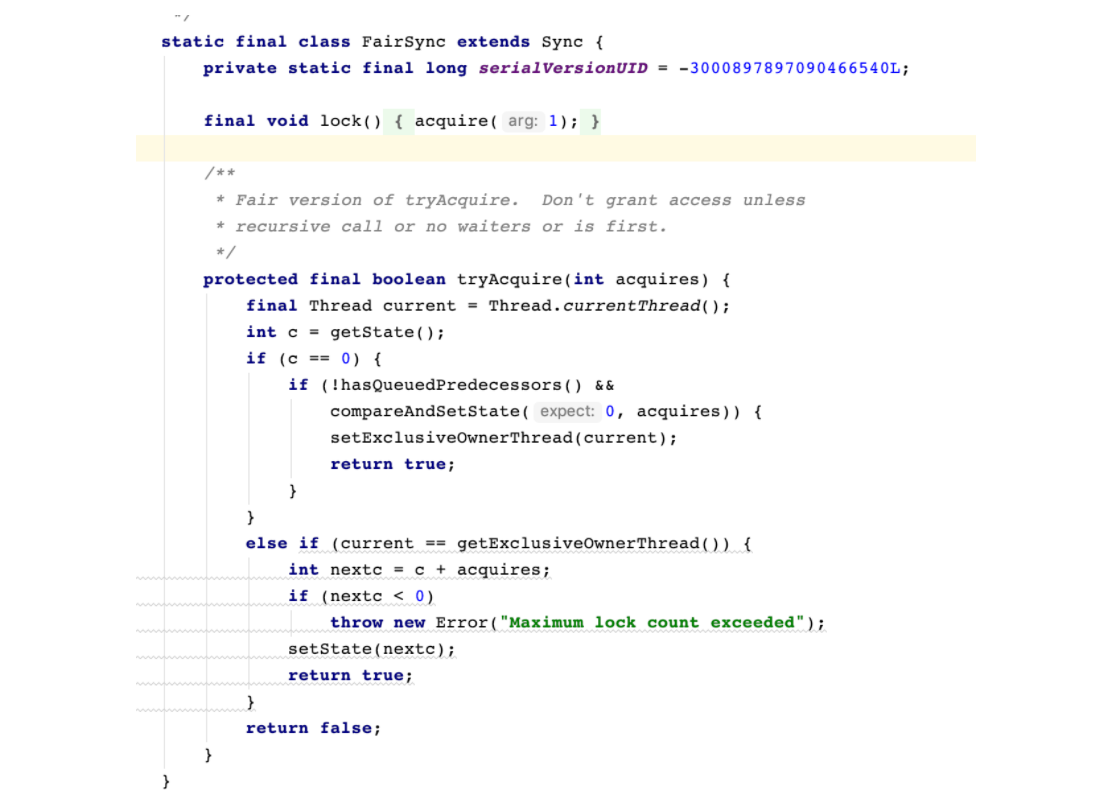 */
static final class FairSync extends Sync {
private static final long serialVersionUID = -3000897897090466540L;
final void lock() { acquire( arg: 1); }
/**
* Fair version of tryAcquire.  Don't grant access unless
* recursive call or no waiters or is first.
*/
protected final boolean tryAcquire(int acquires) {
final Thread current = Thread.currentThread();
int c = getState();
if (c == 0) {
if (!hasQueuedPredecessors() &&
compareAndSetState( expect: 0, acquires)) {
setExclusiveOwnerThread(current);
return true;
}
}
else if (current == getExclusiveOwnerThread()) {
int nextc = c + acquires;
if (nextc < 0)
throw new Error("Maximum lock count exceeded");
setState(nextc);
return true;
}
return false;
}
}